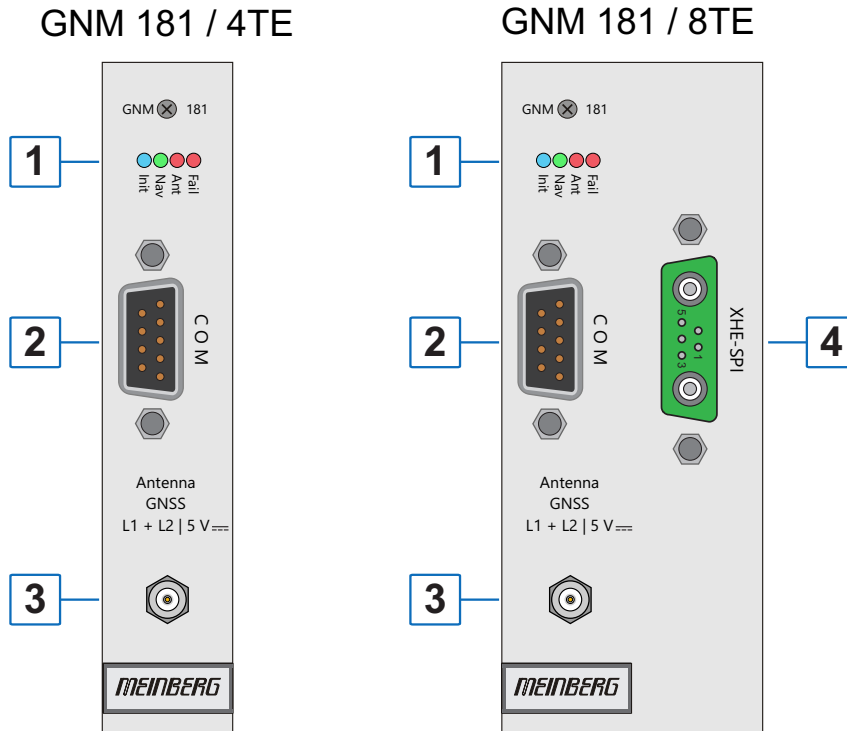 GNM 181 / 4TE
GNM 181
1
Init
Nav
Ant
Fail
2
COM
Antenna
GNSS
L1 + L2 | 5 V ⎓
3
MEINBERG
GNM 181 / 8TE
GNM 181
1
Init
Nav
Ant
Fail
2
COM
5
1
3
XHE-SPI
4
Antenna
GNSS
L1 + L2 | 5 V ⎓
3
MEINBERG